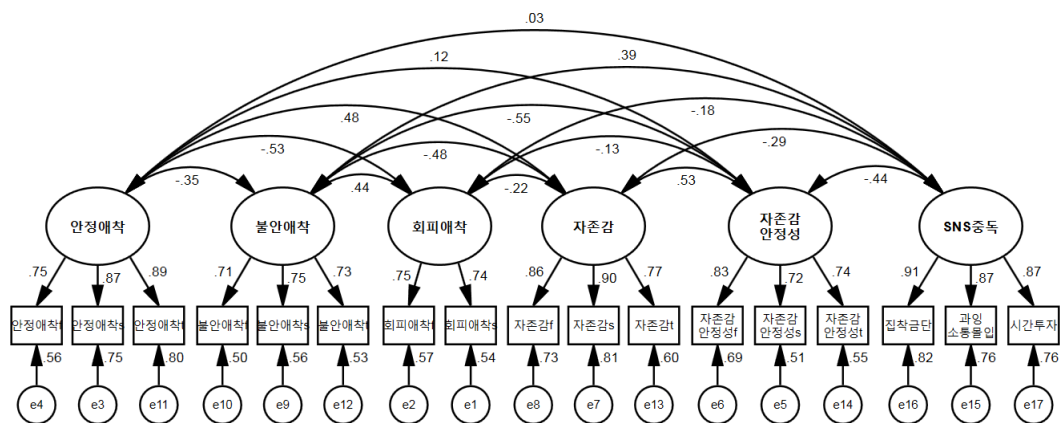 .03
.12
.39
.48
-.55
-.18
-.53
-.48
-.13
-.29
-.35
.44
-.22
.53
-.44
안정애착
불안애착
회피애착
자존감
자존감
안정성
SNS중독
.75
.87
.89
.71
.75
.73
.75
.74
.86
.90
.77
.83
.72
.74
.91
.87
.87
안정애착f
안정애착s
안정애착t
불안애착f
불안애착s
불안애착t
회피애착f
회피애착s
자존감f
자존감s
자존감t
자존감
안정성f
자존감
안정성s
자존감
안정성t
집착금단
과잉
소통몰입
시간투자
.56
.75
.80
.50
.56
.53
.57
.54
.73
.81
.60
.69
.51
.55
.82
.76
.76
e4
e3
e11
e10
e9
e12
e2
e1
e8
e7
e13
e6
e5
e14
e16
e15
e17